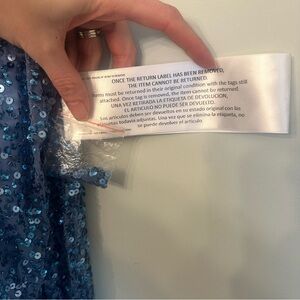 ONCE THE RETURN LABEL HAS BEEN REMOVED,
THE ITEM CANNOT BE RETURNED.
Items must be returned in their original condition with the tags still
attached. Once tag is removed, the item cannot be returned
UNA VEZ RETIRADA LA ETIQUETA DE DEVOLUCION,
EL ARTICULO NO PUEDE SER DEVUELTO.
Los artículos deben ser devueltos en su estado original con las
etiquetas todavía adjuntas. Una vez que se elimina la etiqueta, no
se puede devolver el artículo